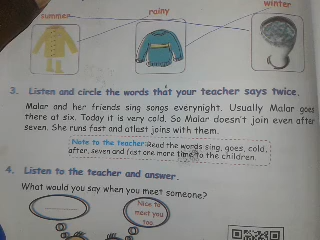 summer
rainy
winter
3. Listen and circle the words that your teacher says twice.
Malar and her friends sing songs everynight. Usually Malar goes
there at six. Today it is very cold. So Malar doesn't join even after
seven. She runs fast and atlast joins with them.
Note to the teacher: Read the words sing, goes, cold,
after, seven and fast one more time to the children.
4. Listen to the teacher and answer.
What would you say when you meet someone?
Nice to
meet you
too